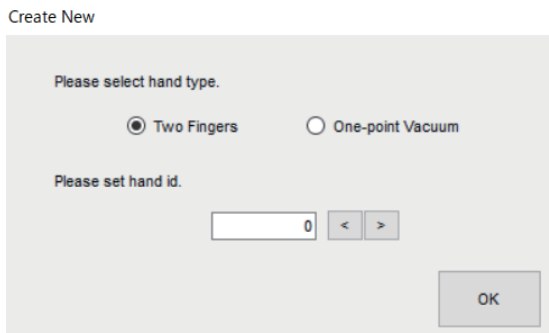 Create New
Please select hand type.
Two Fingers One-point Vacuum
Please set hand id.
0 < >
OK